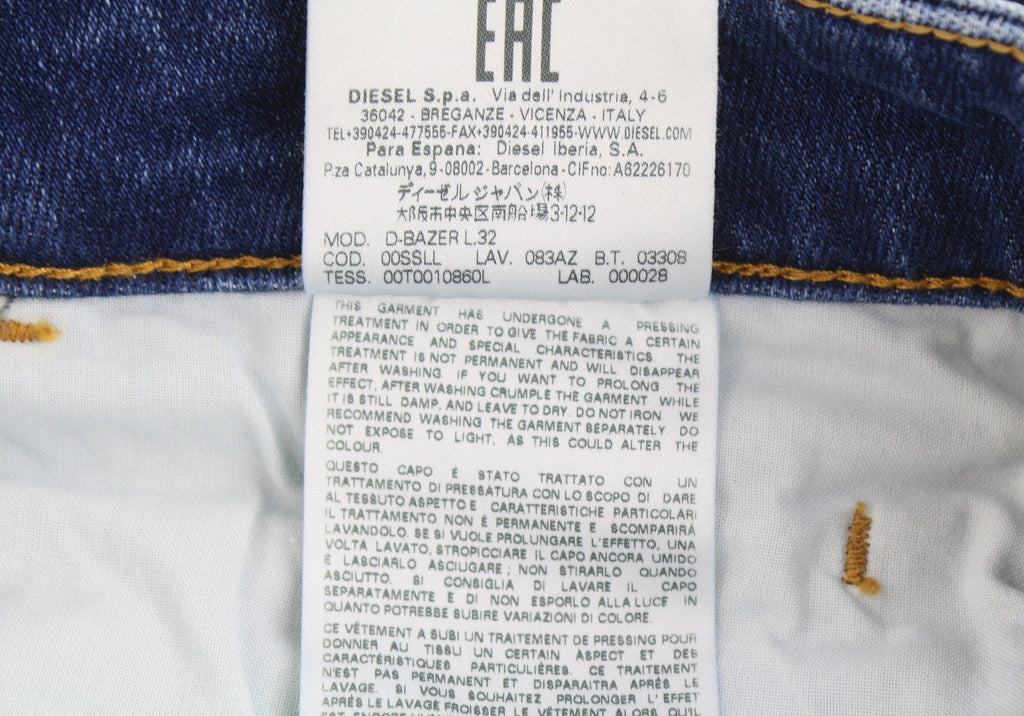 EAC
DIESEL S.p.a. Via dell' Industria, 4-6
36042 - BREGANZE - VICENZA - ITALY
TEL+390424-477555-FAX+390424-411955-WWW.DIESEL.COM
Para Espana: Diesel Iberia, S.A.
P.za Catalunya, 9-08002-Barcelona-CIFno: A62226170
ディーゼルジャパン(株)
大阪市中央区南船場3-12-12
MOD. D-BAZER L.32
COD. 00SSLL LAV. 083AZ B.T. 03308
TESS. 00T0010860L LAB. 000028
THIS GARMENT HAS UNDERGONE A PRESSING
TREATMENT IN ORDER TO GIVE THE FABRIC A CERTAIN
APPEARANCE AND SPECIAL CHARACTERISTICS. THE
TREATMENT IS NOT PERMANENT AND WILL DISAPPEAR
AFTER WASHING. IF YOU WANT TO PROLONG THE
EFFECT, AFTER WASHING CRUMPLE THE GARMENT WHILE
IT IS STILL DAMP, AND LEAVE TO DRY. DO NOT IRON. WE
RECOMMEND WASHING THE GARMENT SEPARATELY. DO
NOT EXPOSE TO LIGHT, AS THIS COULD ALTER THE
COLOUR.
QUESTO CAPO É STATO TRATTATO CON UN
TRATTAMENTO DI PRESSATURA CON LO SCOPO DI DARE
AL TESSUTO ASPETTO E CARATTERISTICHE PARTICOLARI
IL TRATTAMENTO NON É PERMANENTE E SCOMPARIRÁ
LAVANDOLO. SE SI VUOLE PROLUNGARE L'EFFETTO, UNA
VOLTA LAVATO, STROPICCIARE IL CAPO ANCORA UMIDO
E LASCIARLO ASCIUGARE; NON STIRARLO QUANDO
ASCIUTTO. SI CONSIGLIA DI LAVARE IL CAPO
SEPARATAMENTE E DI NON ESPORLO ALLA LUCE IN
QUANTO POTREBBE SUBIRE VARIAZIONI DI COLORE.
CE VÊTEMENT A SUBI UN TRAITEMENT DE PRESSING POUR
DONNER AU TISSU UN CERTAIN ASPECT ET DES
CARACTÉRISTIQUES PARTICULIÈRES. CE TRAITEMENT
N'EST PAS PERMANENT ET DISPARAITRA APRÈS LE
LAVAGE. SI VOUS SOUHAITEZ PROLONGER L'EFFET
APRÈS LE LAVAGE FROISSER LE VÊTEMENT ALORS QU'IL